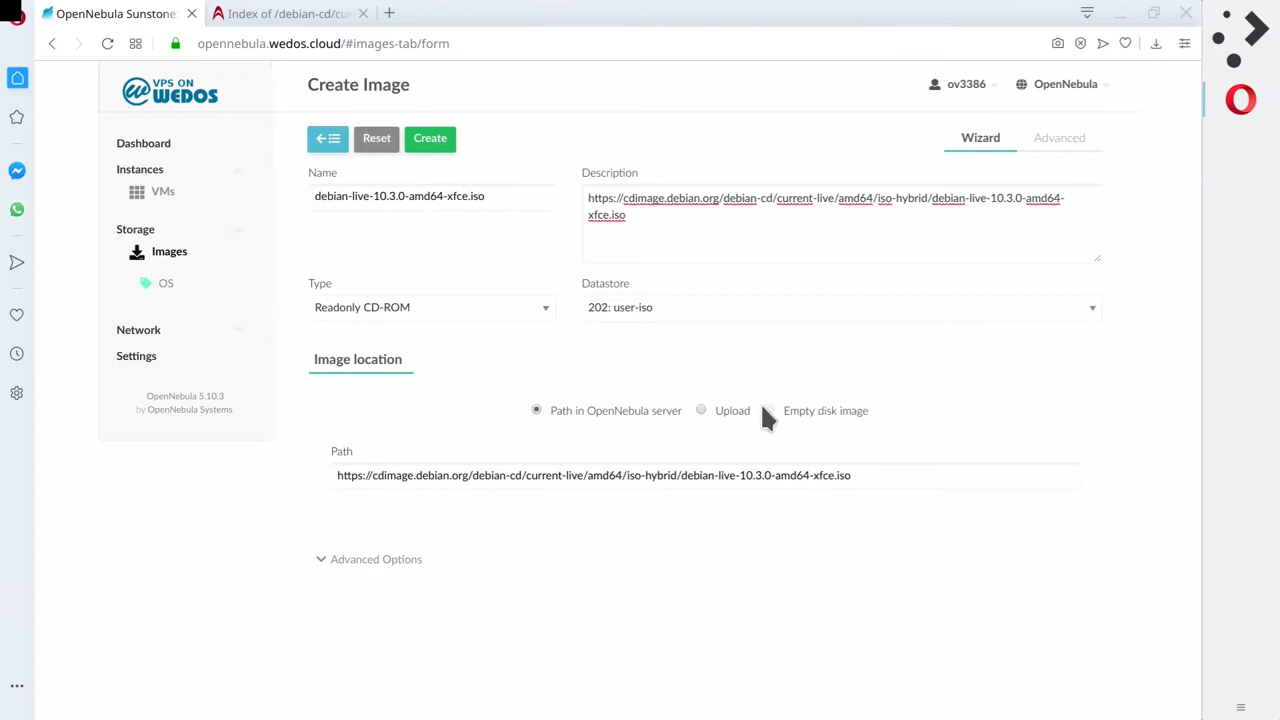 OpenNebula Sunstone:
Index of /debian-cd/cu
opennebula.wedos.cloud/#images-tab/form
VPS ON
WEDOS
Create Image
ov3386
OpenNebula
Dashboard
Instances
VMs
Storage
Images
OS
Network
Settings
OpenNebula 5.10.3
by OpenNebula Systems.
Reset
Create
Wizard
Advanced
Name
debian-live-10.3.0-amd64-xfce.iso
Description
https://cdimage.debian.org/debian-cd/current-live/amd64/iso-hybrid/debian-live-10.3.0-amd64-
xfce.iso
Type
Readonly CD-ROM
Datastore
202: user-iso
Image location
Path in OpenNebula server
Upload
Empty disk image
Path
https://cdimage.debian.org/debian-cd/current-live/amd64/iso-hybrid/debian-live-10.3.0-amd64-xfce.iso
Advanced Options